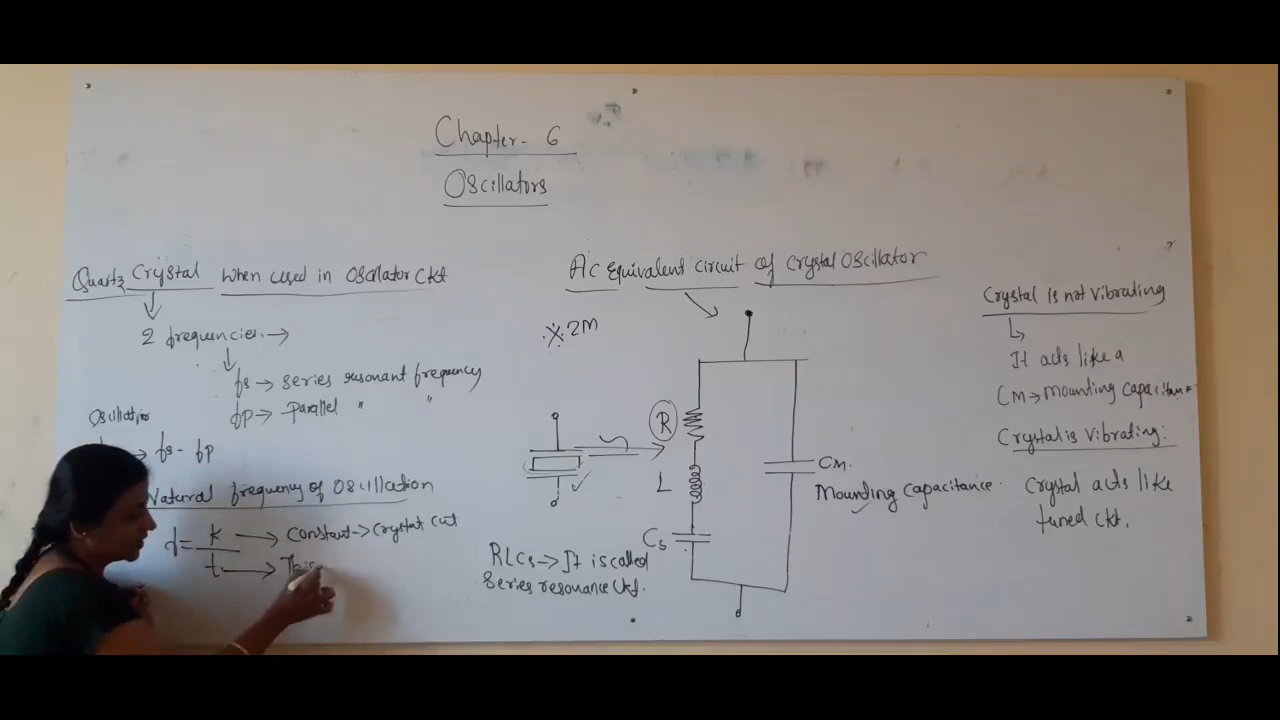 Chapter - 6
Oscillators
Quartz Crystal when used in Oscillator Ckt
2 frequencies →
fs → Series resonant frequency
fp → Parallel " "
→ fs - fp
Natural frequency of Oscillation
f = k → Constant → Crystal cut
t →
AC Equivalent circuit of Crystal Oscillator
2M
R
L
Cs
CM
Mounting Capacitance
RLCs → It is called
Series resonance Ckt.
Crystal is not vibrating
It acts like a
CM → mounting Capacitance
Crystal is Vibrating:
Crystal acts like
tuned Ckt.